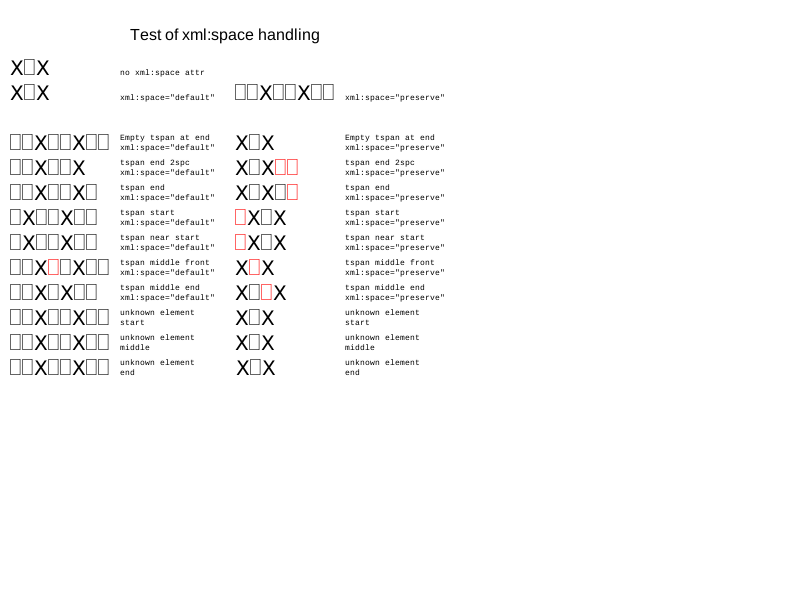 Test of xml:space handling
X□X no xml:space attr
X□X xml:space="default" □□X□□X□□ xml:space="preserve"
□□X□□X□□ Empty tspan at end X□X Empty tspan at end
xml:space="default" xml:space="preserve"
□□X□□X tspan end 2spc X□X□□ tspan end 2spc
xml:space="default" xml:space="preserve"
□□X□□X□ tspan end X□X□□ tspan end
xml:space="default" xml:space="preserve"
□X□□X□□ tspan start □X□X tspan start
xml:space="default" xml:space="preserve"
□X□□X□□ tspan near start □X□X tspan near start
xml:space="default" xml:space="preserve"
□□X□□X□□ tspan middle front X□X tspan middle front
xml:space="default" xml:space="preserve"
□□X□X□□ tspan middle end X□□X tspan middle end
xml:space="default" xml:space="preserve"
□□X□□X□□ unknown element X□X unknown element
start start
□□X□□X□□ unknown element X□X unknown element
middle middle
□□X□□X□□ unknown element X□X unknown element
end end